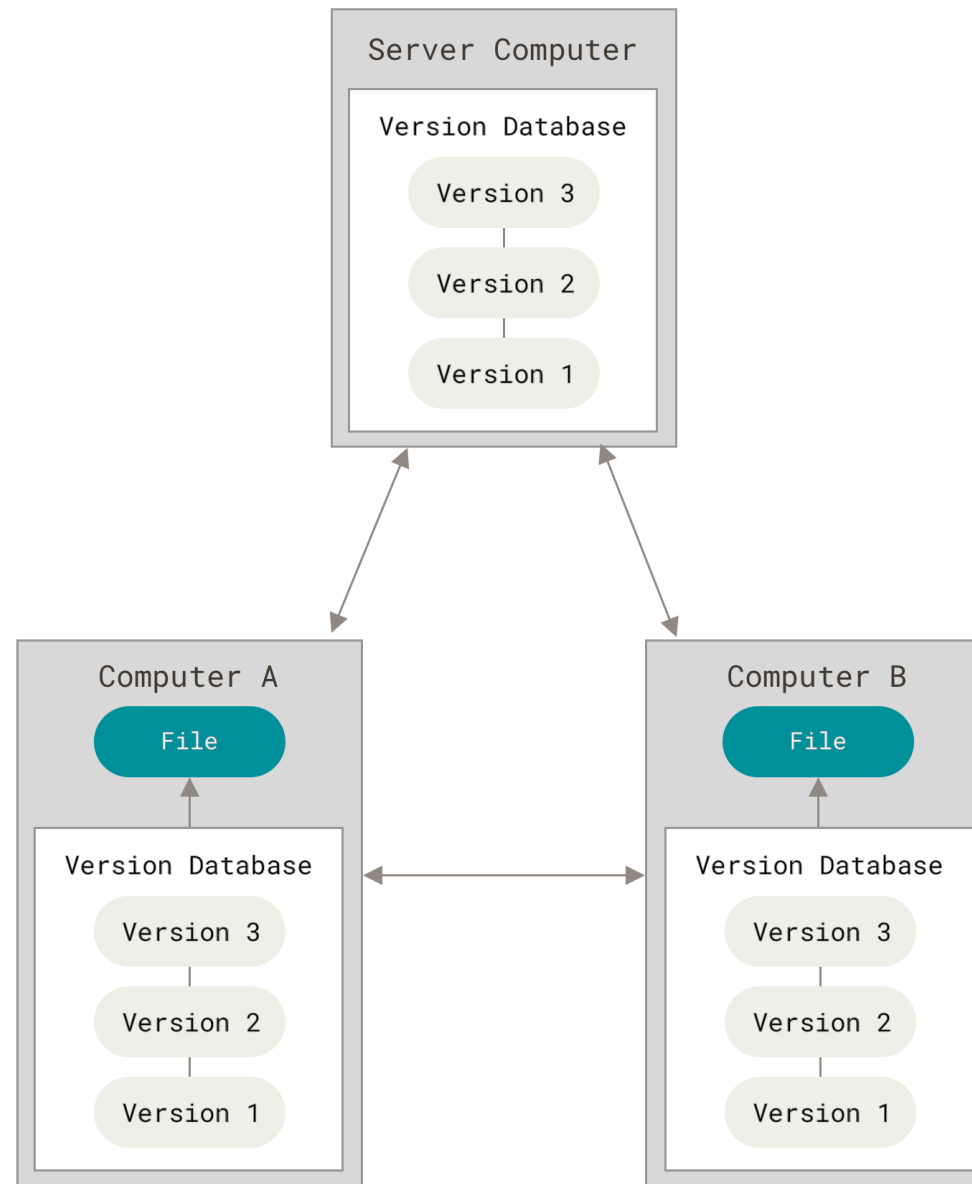 Server Computer
Version Database
Version 3
Version 2
Version 1
Computer A
File
Version Database
Version 3
Version 2
Version 1
Computer B
File
Version Database
Version 3
Version 2
Version 1